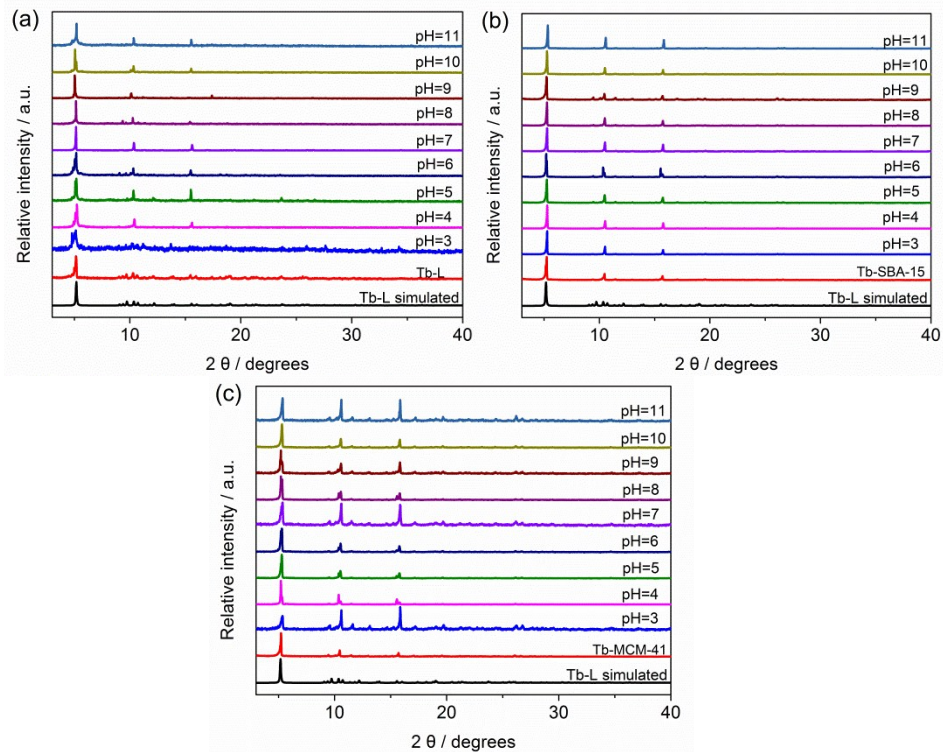 (a)
Relative intensity / a.u.
pH=11
pH=10
pH=9
pH=8
pH=7
pH=6
pH=5
pH=4
pH=3
Tb-L
Tb-L simulated
10 20 30 40
2 θ / degrees
(b)
Relative intensity / a.u.
pH=11
pH=10
pH=9
pH=8
pH=7
pH=6
pH=5
pH=4
pH=3
Tb-SBA-15
Tb-L simulated
10 20 30 40
2 θ / degrees
(c)
Relative intensity / a.u.
pH=11
pH=10
pH=9
pH=8
pH=7
pH=6
pH=5
pH=4
pH=3
Tb-MCM-41
Tb-L simulated
10 20 30 40
2 θ / degrees